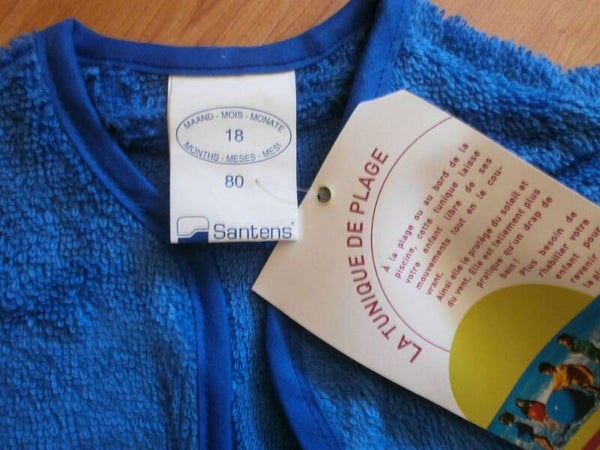 MAAND - MOIS - MONATE
18
MONTHS - MESES - MESI
80
Santens
LA TUNIQUE DE PLAGE
À la plage ou au bord de la
piscine, cette tunique laisse
votre enfant libre de ses
mouvements tout en le cou-
vrant.
Ainsi elle le protège du soleil et
du vent. Elle est tellement plus
pratique qu'un drap de
bain !
Plus besoin de
rhabiller votre
enfant pour